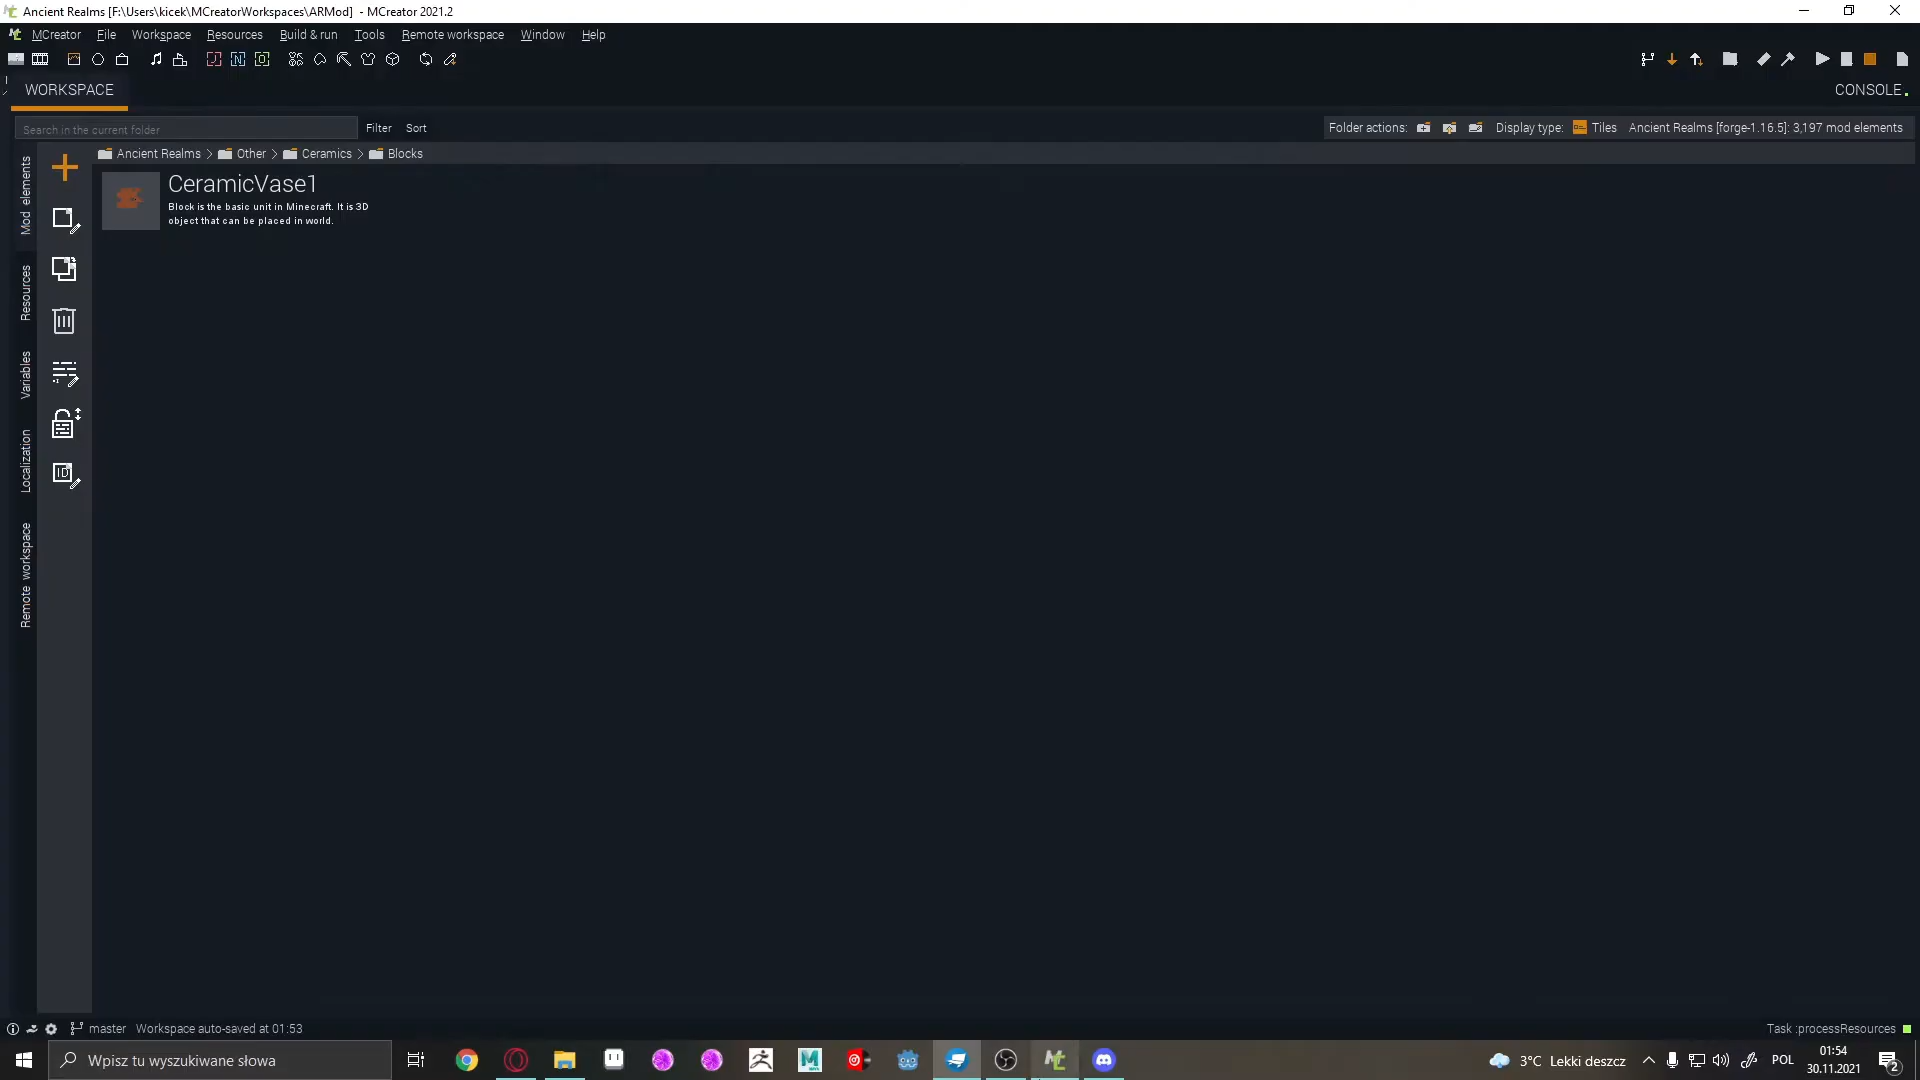 Ancient Realms [F:\Users\kicek\MCreatorWorkspaces\ARMod]  - MCreator 2021.2
MCreator File Workspace Resources Build & run Tools Remote workspace Window Help
WORKSPACE
CONSOLE
Search in the current folder
Filter Sort
Folder actions: Display type: Tiles Ancient Realms [forge-1.16.5]: 3,197 mod elements
Ancient Realms > Other > Ceramics > Blocks
CeramicVase1
Block is the basic unit in Minecraft. It is 3D
object that can be placed in world.
Mod elements
Resources
Variables
Localization
Remote workspace
ID
master Workspace auto-saved at 01:53
Task :processResources
Wpisz tu wyszukiwane słowa
3°C Lekki deszcz
POL
01:54
30.11.2021
2